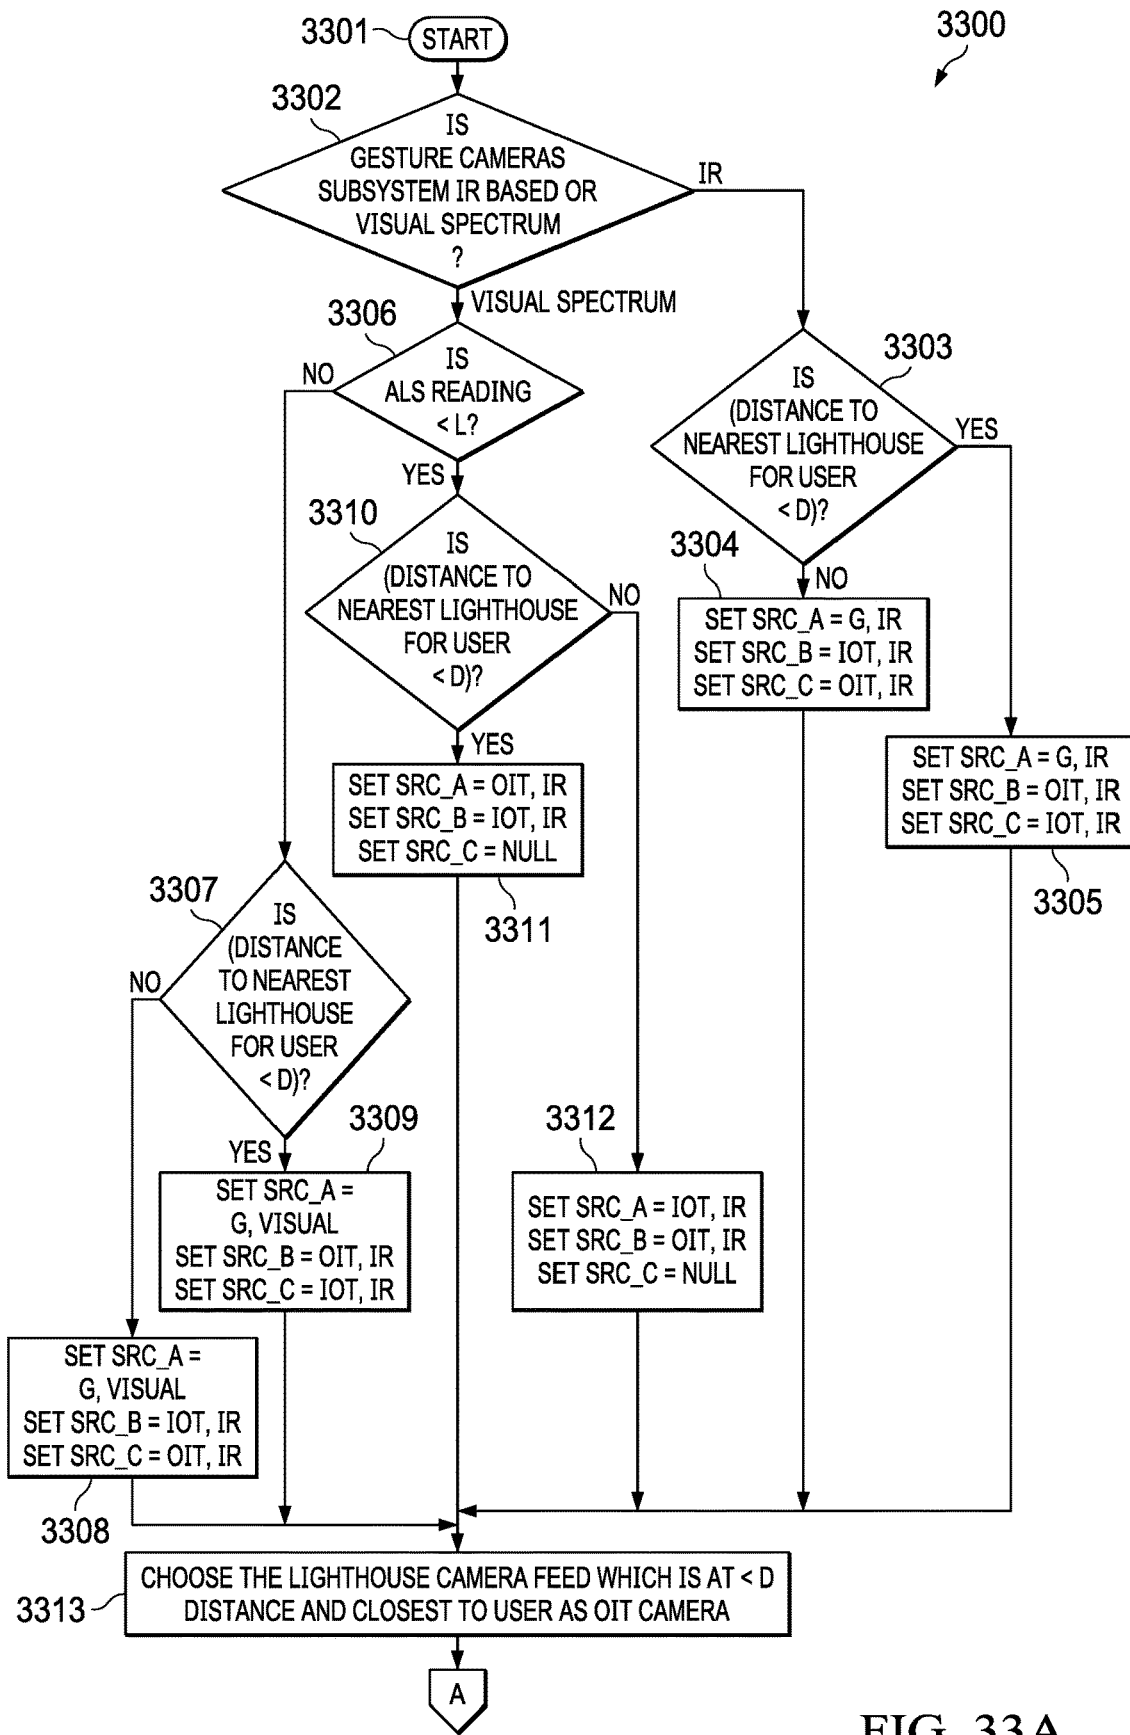 3301
START
3300
3302
IS
GESTURE CAMERAS
SUBSYSTEM IR BASED OR
VISUAL SPECTRUM
?
IR
VISUAL SPECTRUM
3306
IS
ALS READING
< L?
NO
YES
3303
IS
(DISTANCE TO
NEAREST LIGHTHOUSE
FOR USER
< D)?
YES
NO
3310
IS
(DISTANCE TO
NEAREST LIGHTHOUSE
FOR USER
< D)?
NO
YES
3304
SET SRC_A = G, IR
SET SRC_B = IOT, IR
SET SRC_C = OIT, IR
SET SRC_A = G, IR
SET SRC_B = OIT, IR
SET SRC_C = IOT, IR
3305
SET SRC_A = OIT, IR
SET SRC_B = IOT, IR
SET SRC_C = NULL
3311
3307
IS
(DISTANCE
TO NEAREST
LIGHTHOUSE
FOR USER
< D)?
NO
YES
3309
SET SRC_A =
G, VISUAL
SET SRC_B = OIT, IR
SET SRC_C = IOT, IR
3312
SET SRC_A = IOT, IR
SET SRC_B = OIT, IR
SET SRC_C = NULL
SET SRC_A =
G, VISUAL
SET SRC_B = IOT, IR
SET SRC_C = OIT, IR
3308
CHOOSE THE LIGHTHOUSE CAMERA FEED WHICH IS AT < D
DISTANCE AND CLOSEST TO USER AS OIT CAMERA
3313
A
FIG. 33A